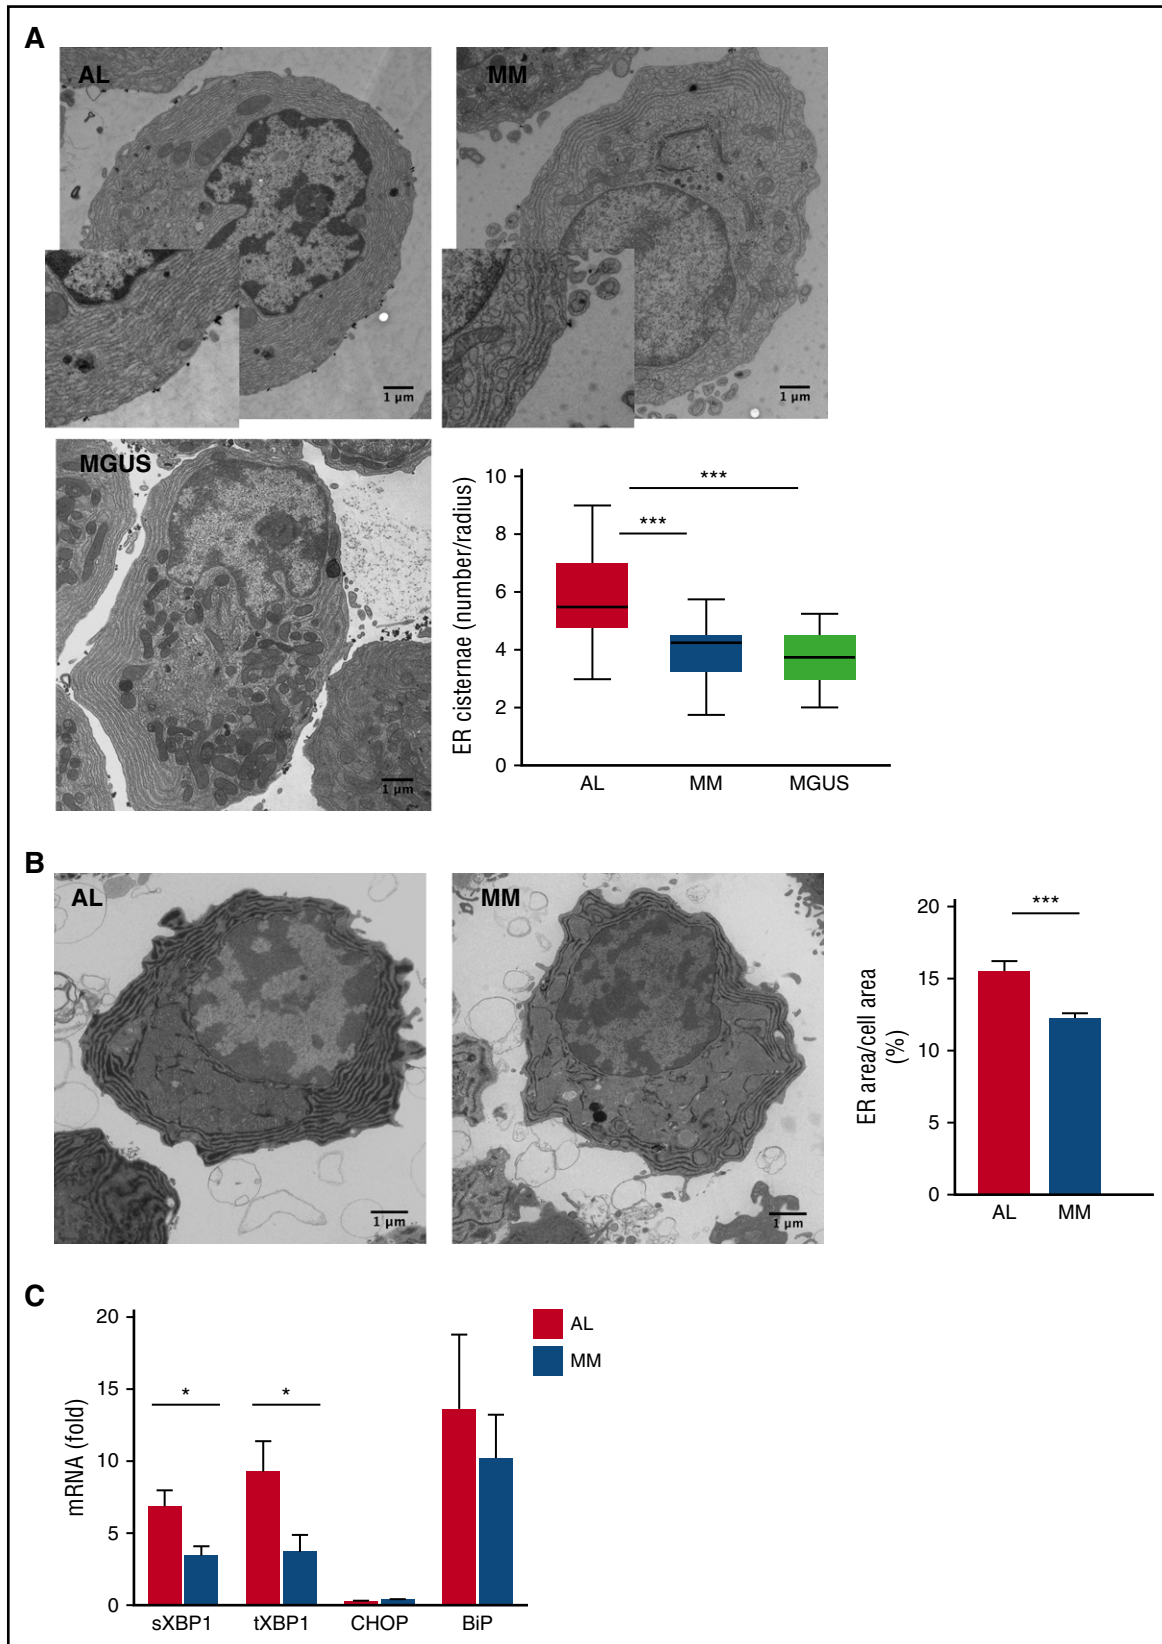 A
AL
1 µm
MM
1 µm
MGUS
1 µm
ER cisternae (number/radius)
10
8
6
4
2
0
***
***
AL MM MGUS
B
AL
1 µm
MM
1 µm
ER area/cell area
(%)
20
15
10
5
0
***
AL MM
C
mRNA (fold)
20
15
10
5
0
*
*
sXBP1 tXBP1 CHOP BiP
AL
MM